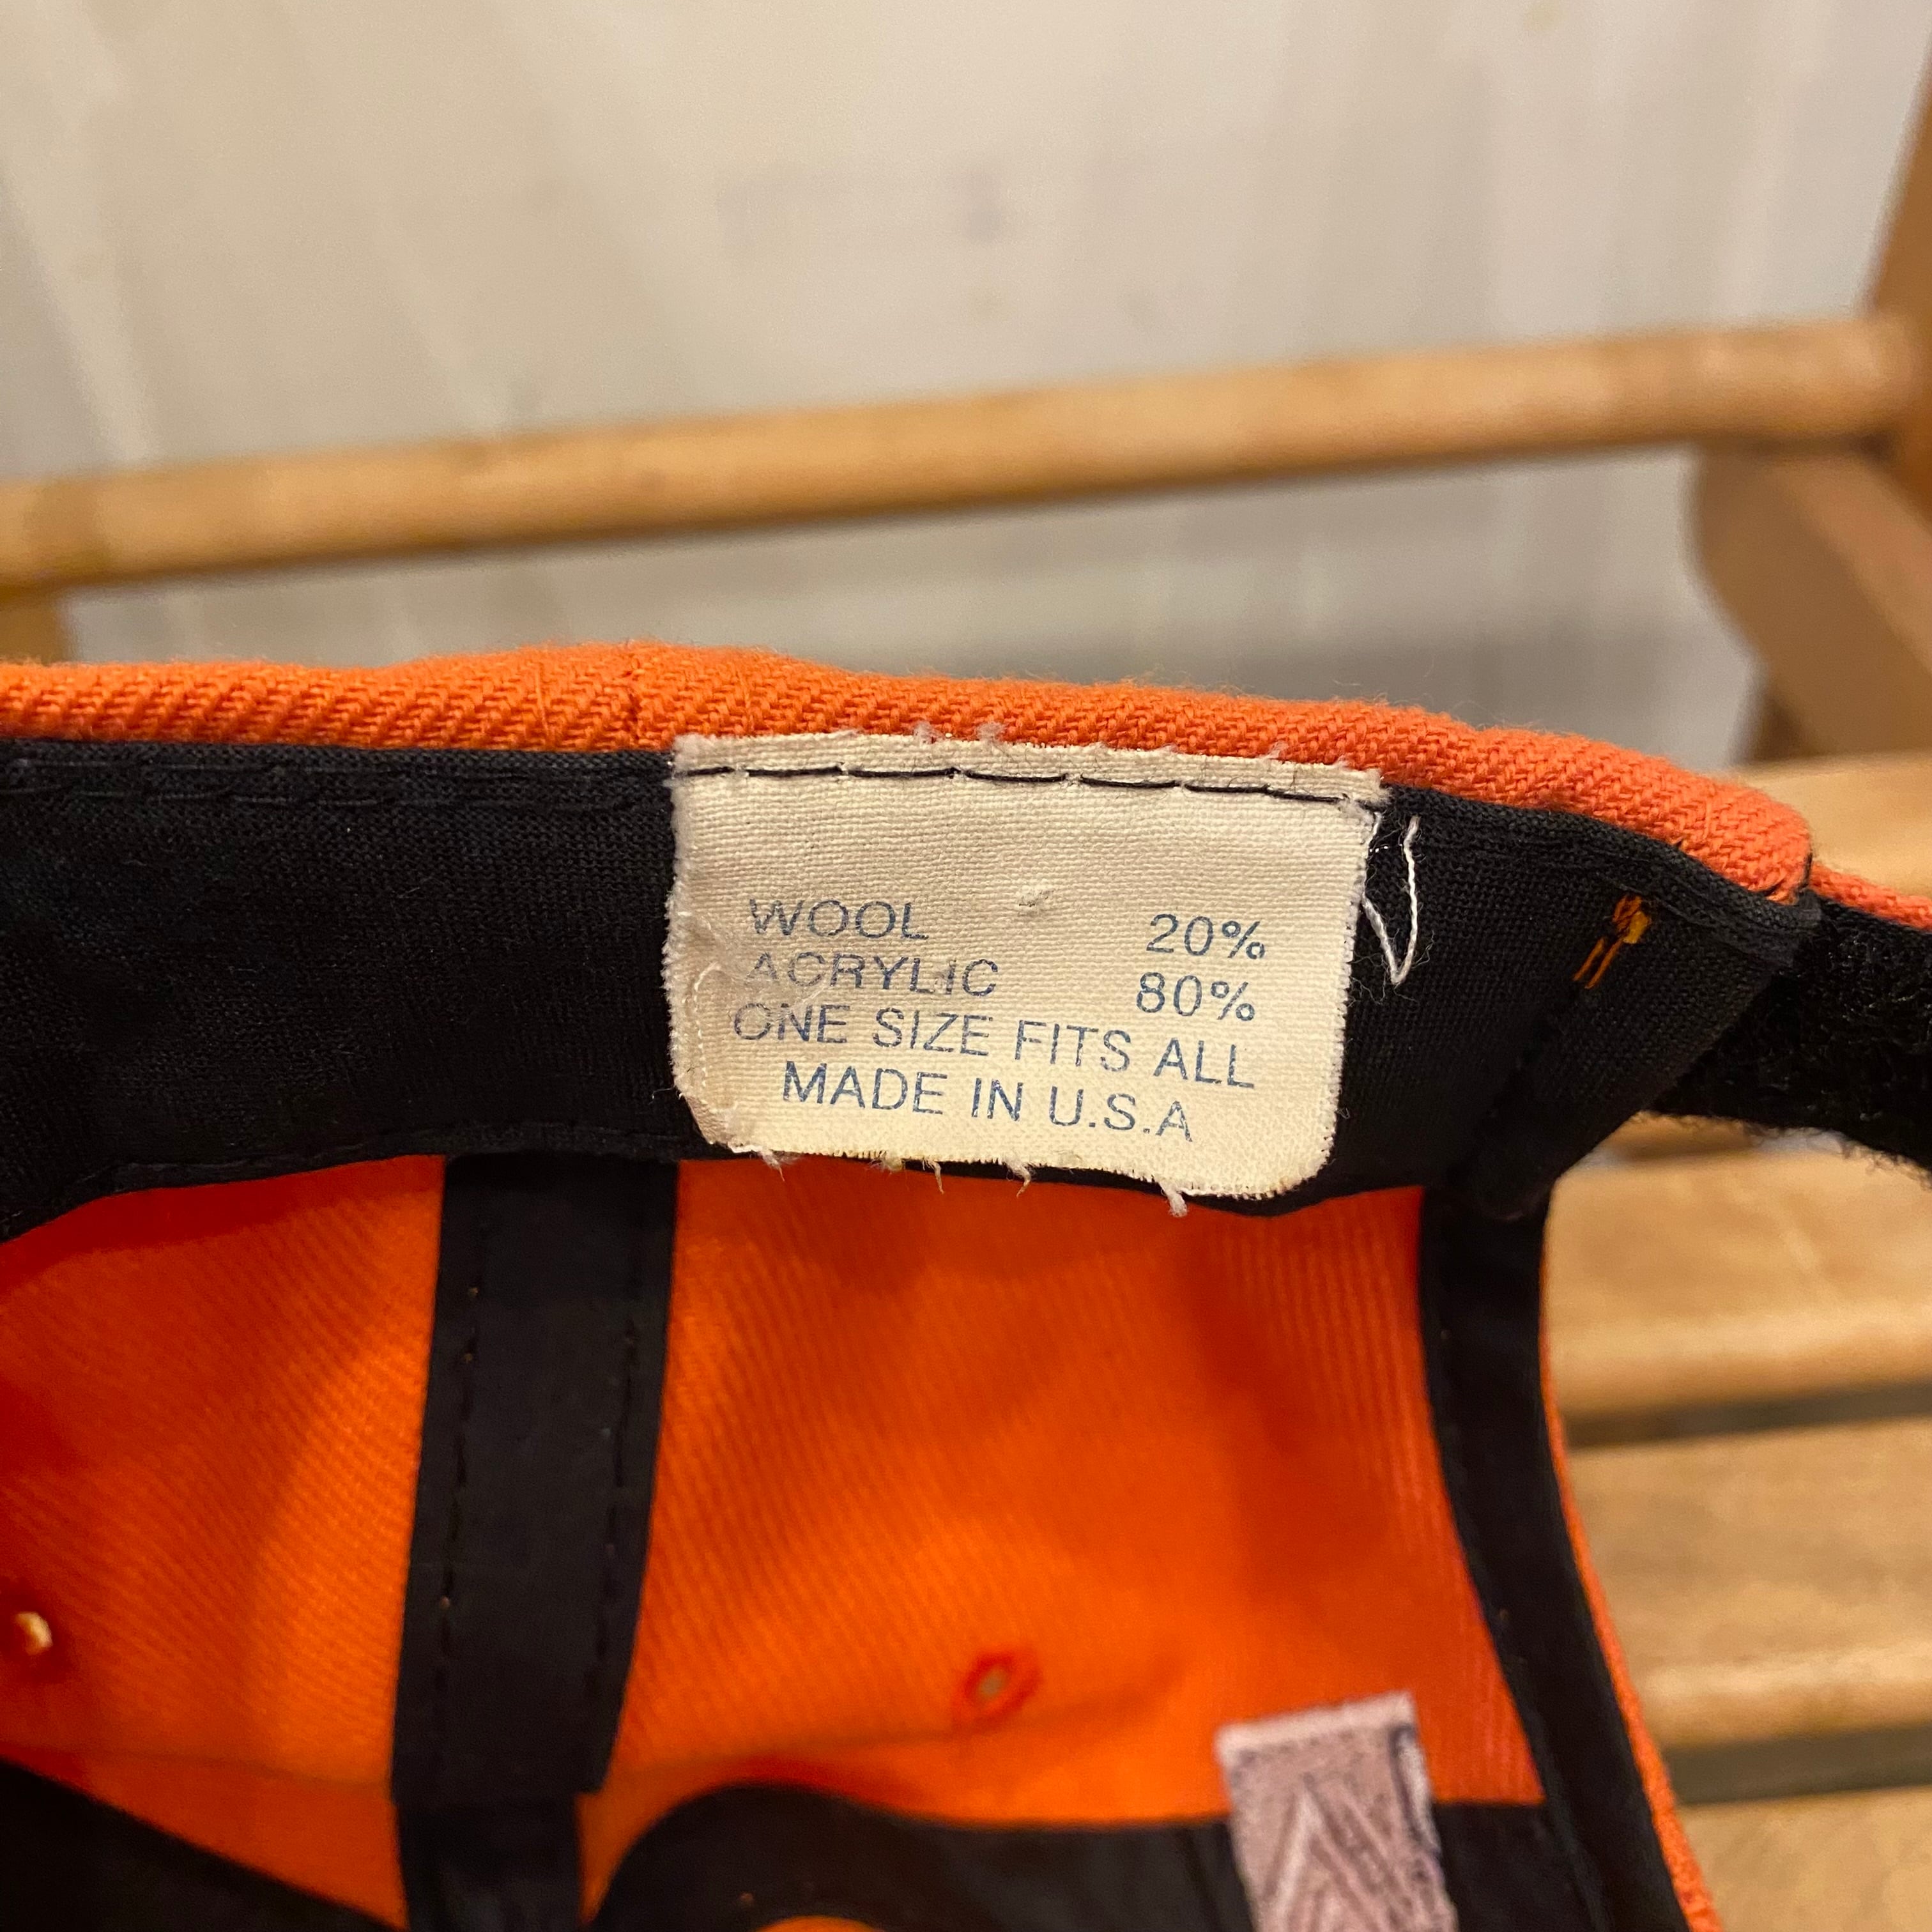 WOOL 20%
ACRYLIC 80%
ONE SIZE FITS ALL
MADE IN U.S.A